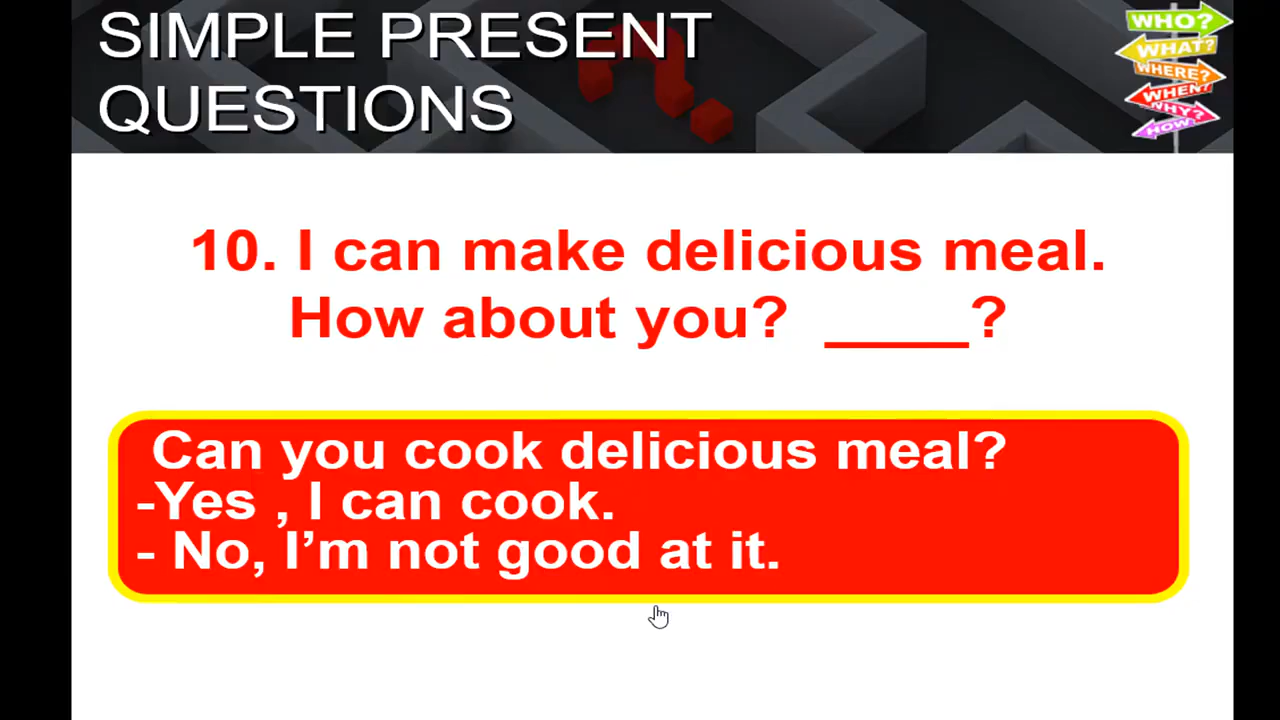 SIMPLE PRESENT
QUESTIONS
WHO?
WHAT?
WHERE?
WHEN?
WHY?
HOW
10. I can make delicious meal.
How about you? ____?
Can you cook delicious meal?
-Yes , I can cook.
- No, I’m not good at it.